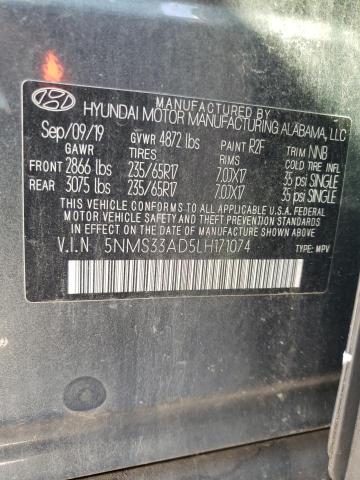 MANUFACTURED BY
HYUNDAI MOTOR MANUFACTURING ALABAMA, LLC
Sep/09/19 GVWR 4872 lbs PAINT R2F TRIM NNB
GAWR TIRES RIMS COLD TIRE INFL
FRONT 2866 lbs 235/65R17 7.0JX17 35 psi SINGLE
REAR 3075 lbs 235/65R17 7.0JX17 35 psi SINGLE
THIS VEHICLE CONFORMS TO ALL APPLICABLE U.S.A. FEDERAL
MOTOR VEHICLE SAFETY, BUMPER, AND THEFT PREVENTION STANDARDS
IN EFFECT ON THE DATE OF MANUFACTURE SHOWN ABOVE.
V.I.N 5NMS33AD5LH171074 TYPE: MPV